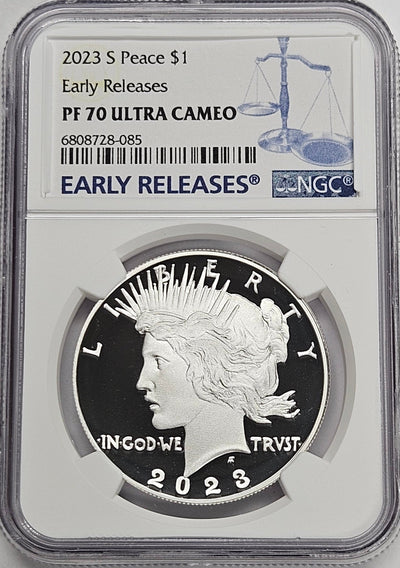 2023 S Peace $1
Early Releases
PF 70 ULTRA CAMEO
6808728-085
EARLY RELEASES® NGC®
LIBERTY
IN·GOD·WE TRVST
2023